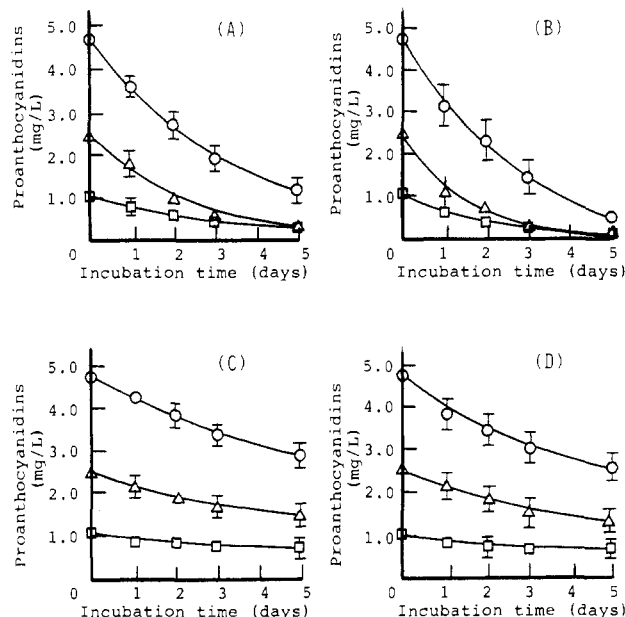 (A)
Proanthocyanidins
(mg/L)
5.0
4.0
3.0
2.0
1.0
0 1 2 3 4 5
Incubation time (days)
(B)
Proanthocyanidins
(mg/L)
5.0
4.0
3.0
2.0
1.0
0 1 2 3 4 5
Incubation time (days)
(C)
Proanthocyanidins
(mg/L)
5.0
4.0
3.0
2.0
1.0
0 1 2 3 4 5
Incubation time (days)
(D)
Proanthocyanidins
(mg/L)
5.0
4.0
3.0
2.0
1.0
0 1 2 3 4 5
Incubation time (days)